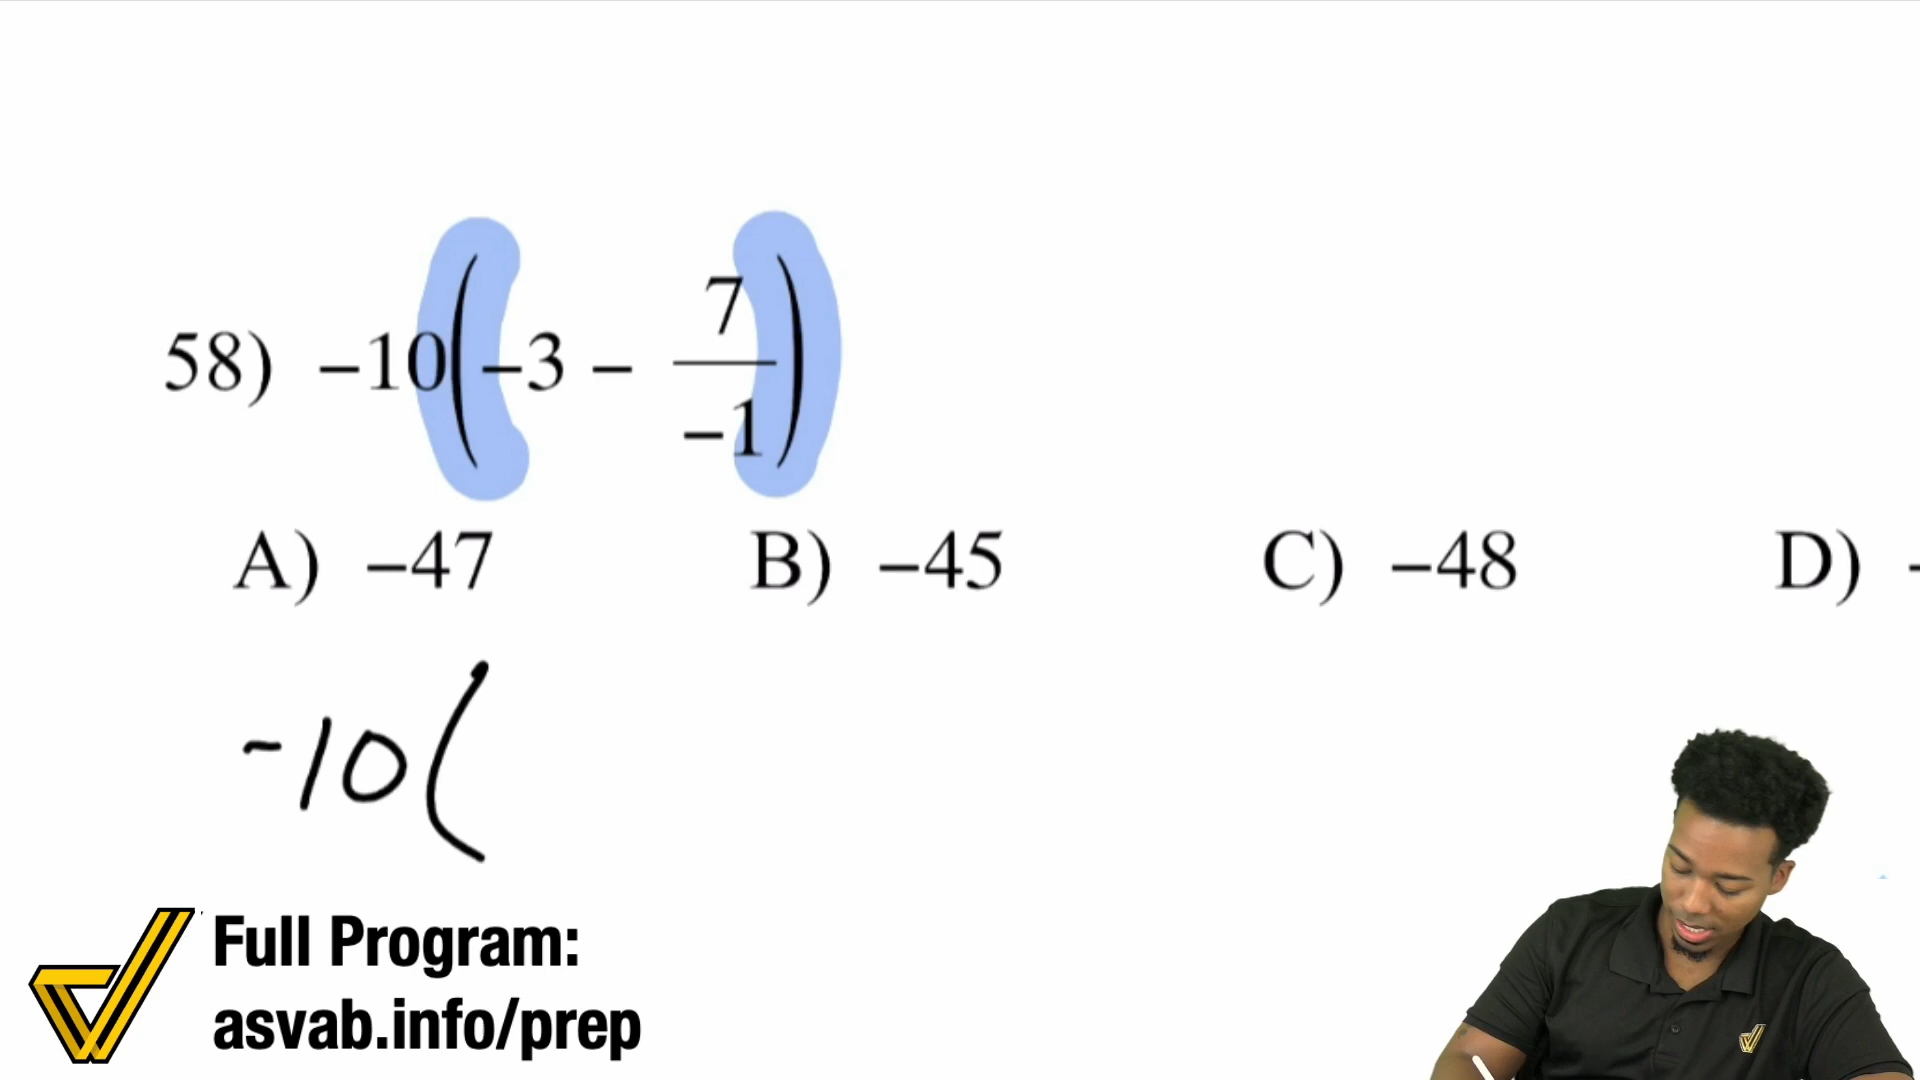 58) −10(−3 − 7/−1)
A) −47 B) −45 C) −48 D) -
-10(
Full Program:
asvab.info/prep